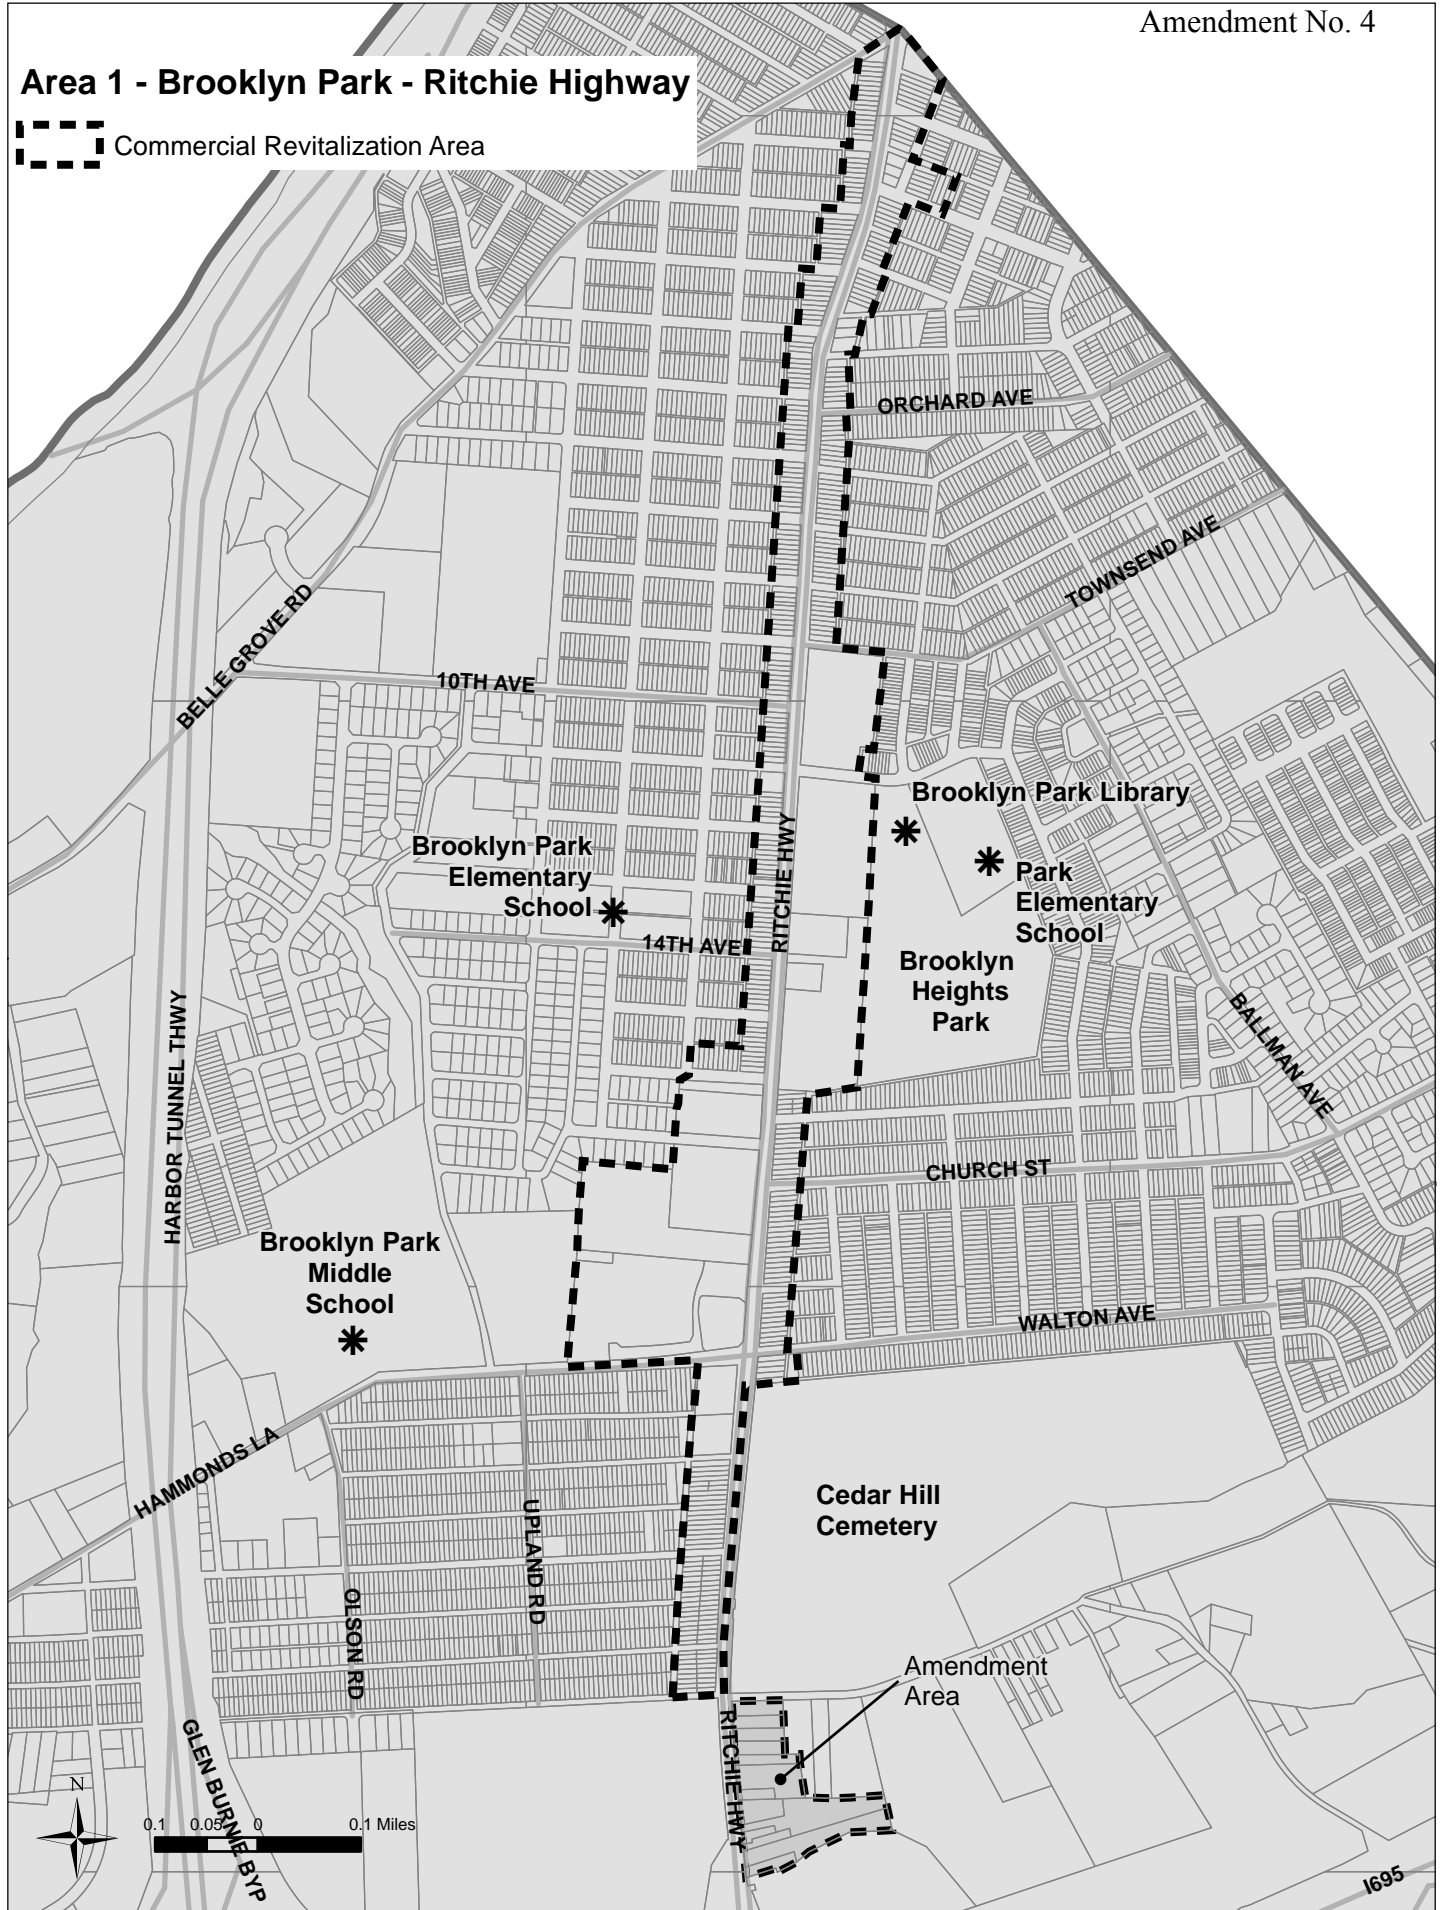 Amendment No. 4
Area 1 - Brooklyn Park - Ritchie Highway
Commercial Revitalization Area
ORCHARD AVE
TOWNSEND AVE
BELLE GROVE RD
10TH AVE
Brooklyn Park Library
RITCHIE HWY
Brooklyn Park
Elementary
School
Park
Elementary
School
14TH AVE
Brooklyn
Heights
Park
BALLMAN AVE
HARBOR TUNNEL THWY
CHURCH ST
Brooklyn Park
Middle
School
WALTON AVE
HAMMONDS LA
Cedar Hill
Cemetery
UPLAND RD
OLSON RD
Amendment
Area
RITCHIE HWY
GLEN BURNIE BYP
N
0.1 0.05 0 0.1 Miles
I695